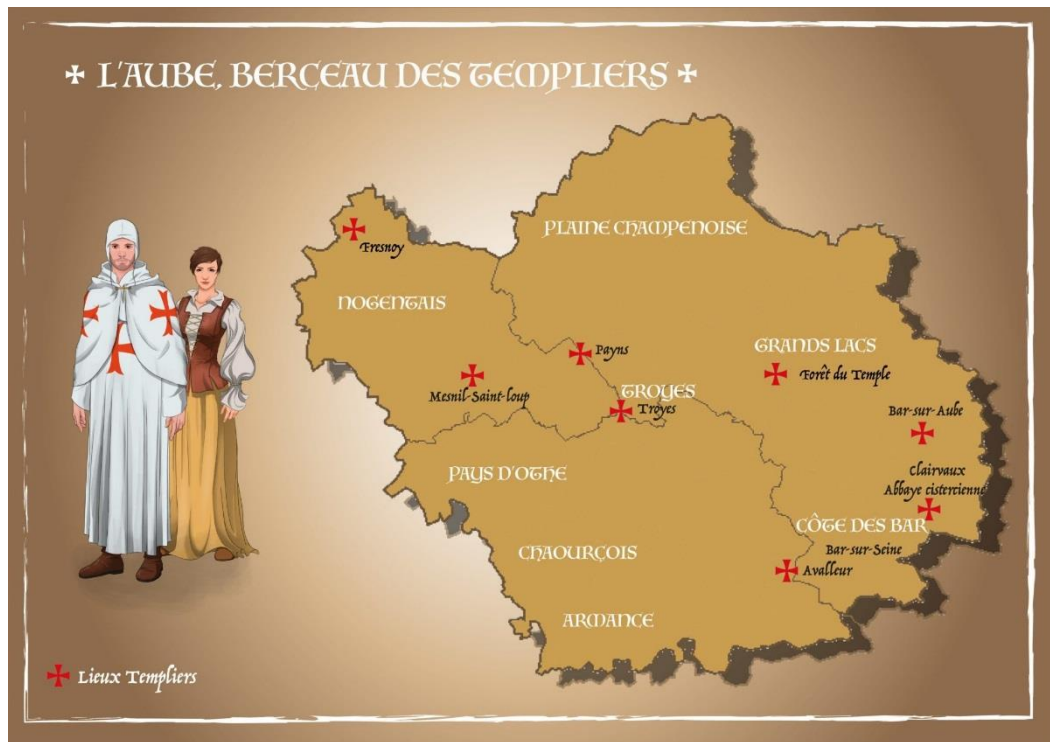 L'AUBE, BERCEAU DES TEMPLIERS
PLAINE CHAMPENOISE
Fresnoy
NOGENTAIS
Payns
GRANDS LACS
Forêt du Temple
Mesnil-Saint-loup
TROYES
Troyes
Bar-sur-Aube
Clairvaux
Abbaye cistercienne
PAYS D'OTHE
CÔTE DES BAR
CHAOURÇOIS
Bar-sur-Seine
Avalleur
ARMANCE
Lieux Templiers